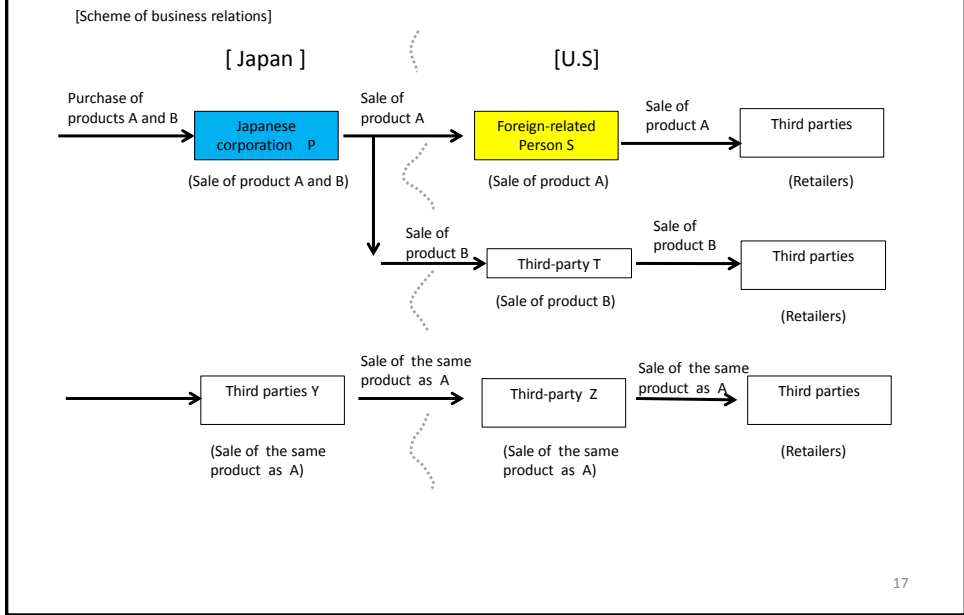 [Scheme of business relations]
[ Japan ]
[U.S]
Purchase of
products A and B
Japanese
corporation P
(Sale of product A and B)
Sale of
product A
Foreign-related
Person S
(Sale of product A)
Sale of
product A
Third parties
(Retailers)
Sale of
product B
Third-party T
(Sale of product B)
Sale of
product B
Third parties
(Retailers)
Third parties Y
(Sale of the same
product as A)
Sale of the same
product as A
Third-party Z
(Sale of the same
product as A)
Sale of the same
product as A
Third parties
(Retailers)
17